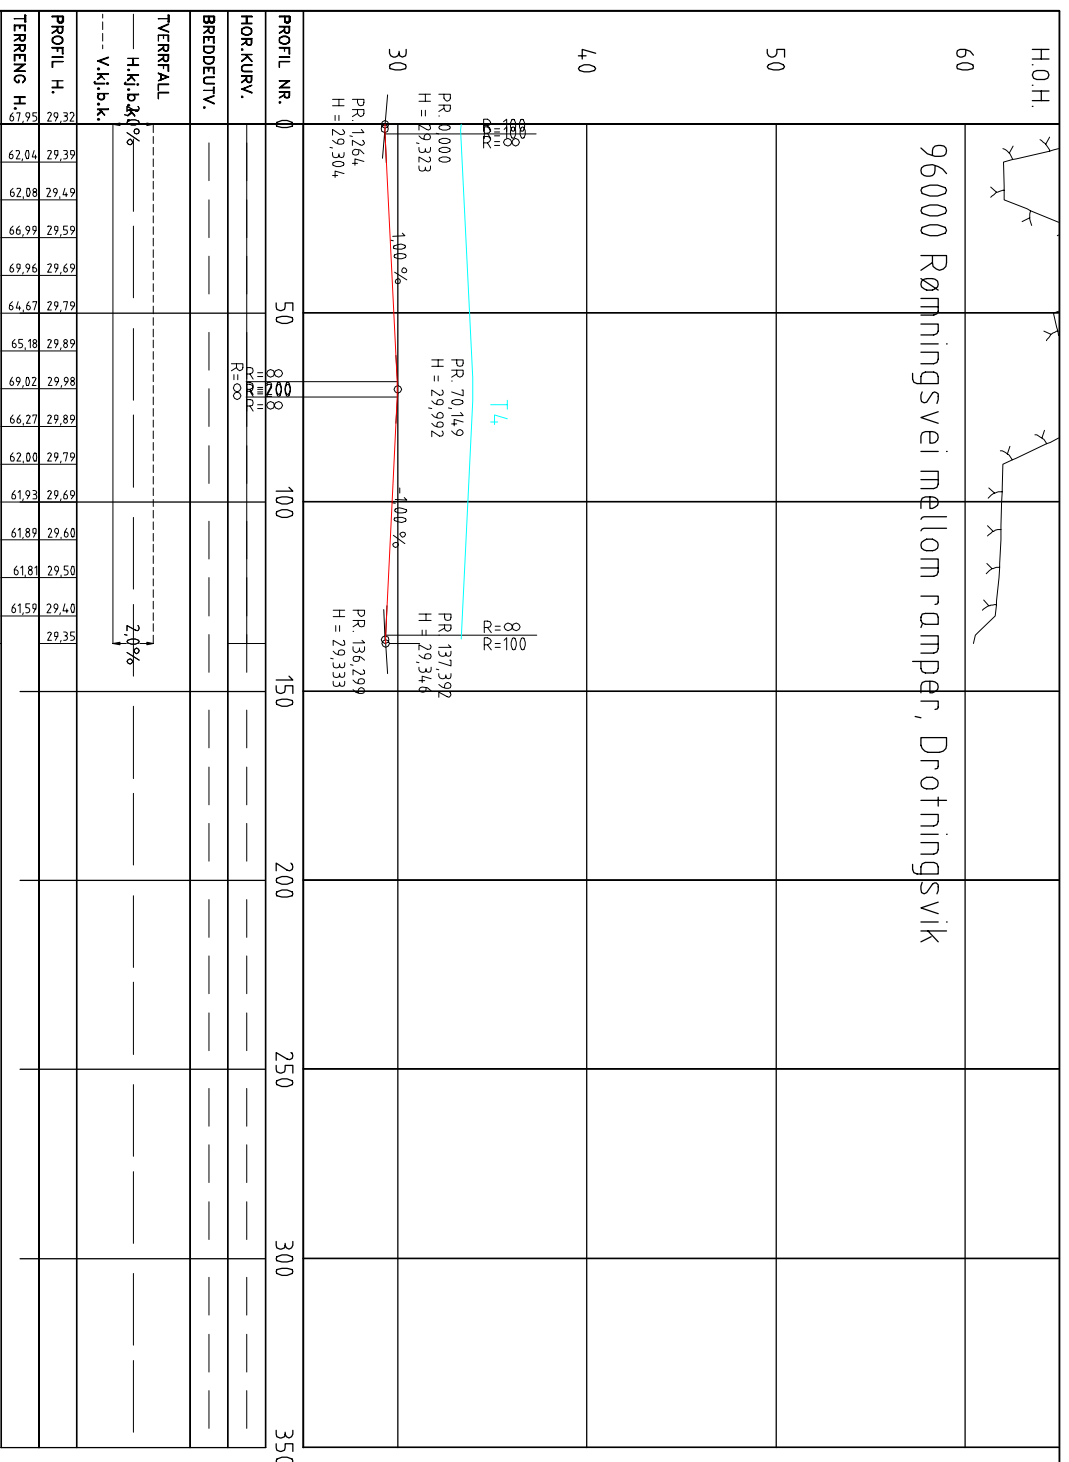 H.O.H.
96000 Rømningsvei mellom ramper, Drotningsvik
60
50
40
30
T4
R=100
R=100
R=∞
R=∞
R=100
PR. 0,000
H = 29,323
PR. 1,264
H = 29,304
PR. 70,149
H = 29,992
PR. 137,392
H = 29,346
PR. 136,299
H = 29,333
1,00 %
-1,00 %
PROFIL NR. 0 50 100 150 200 250 300 350
HOR.KURV.
R=∞
R=200
R=∞
R=∞
BREDDEUTV.
TVERRFALL
H.kj.b.k.
V.kj.b.k.
2,0%
PROFIL H. 29,32 29,39 29,49 29,59 29,69 29,79 29,89 29,98 29,89 29,79 29,69 29,60 29,50 29,40 29,35
TERRENG H. 67,95 62,04 62,08 66,99 69,96 64,67 65,18 69,02 66,27 62,00 61,93 61,89 61,81 61,59